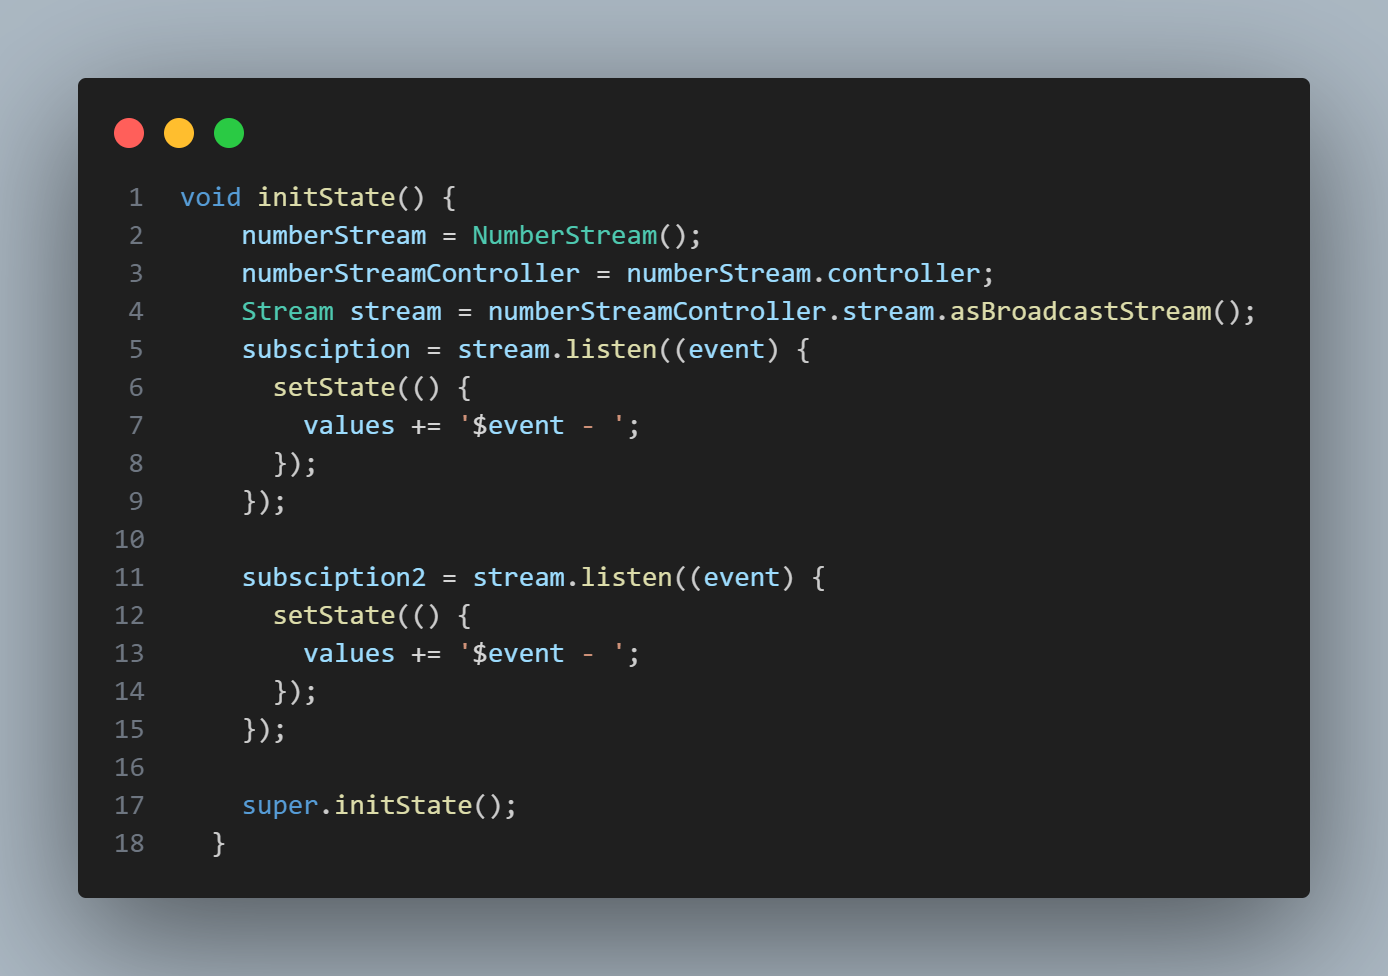 1 void initState() {
2 numberStream = NumberStream();
3 numberStreamController = numberStream.controller;
4 Stream stream = numberStreamController.stream.asBroadcastStream();
5 subsciption = stream.listen((event) {
6 setState(() {
7 values += '$event - ';
8 });
9 });
10
11 subsciption2 = stream.listen((event) {
12 setState(() {
13 values += '$event - ';
14 });
15 });
16
17 super.initState();
18 }